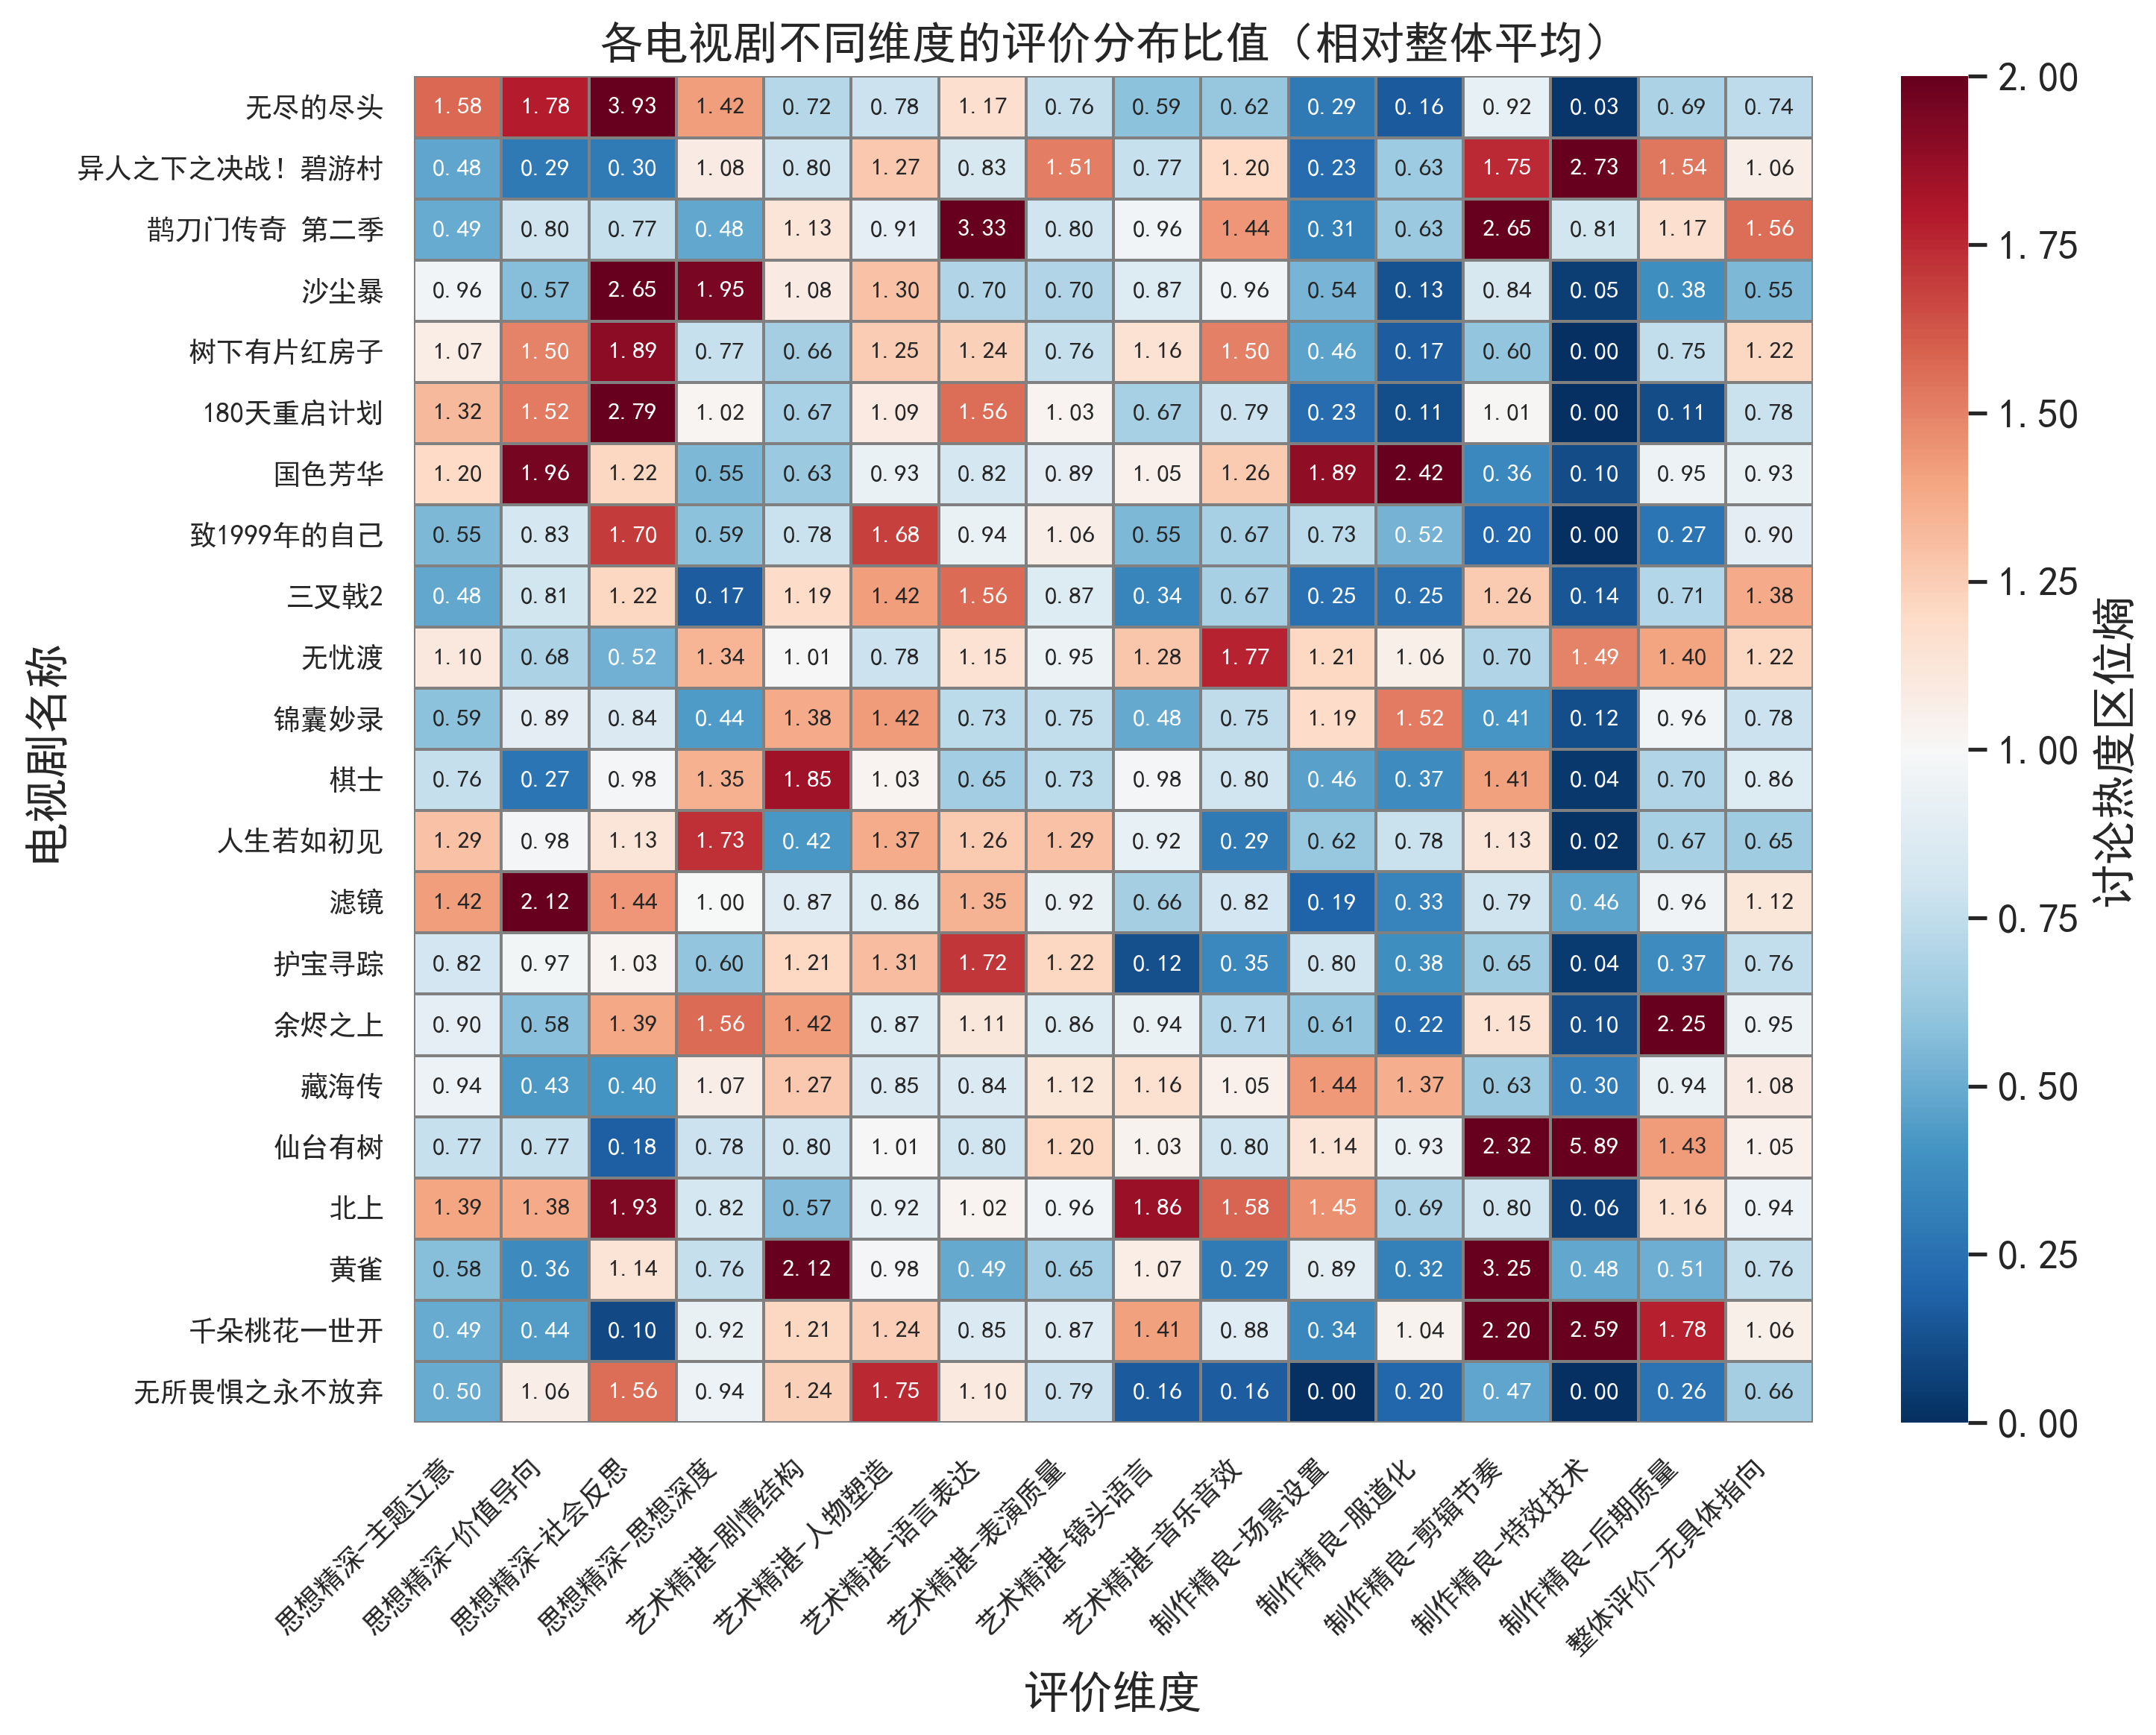 各电视剧不同维度的评价分布比值（相对整体平均）
电视剧名称
无尽的尽头 1.58 1.78 3.93 1.42 0.72 0.78 1.17 0.76 0.59 0.62 0.29 0.16 0.92 0.03 0.69 0.74
异人之下之决战！碧游村 0.48 0.29 0.30 1.08 0.80 1.27 0.83 1.51 0.77 1.20 0.23 0.63 1.75 2.73 1.54 1.06
鹊刀门传奇 第二季 0.49 0.80 0.77 0.48 1.13 0.91 3.33 0.80 0.96 1.44 0.31 0.63 2.65 0.81 1.17 1.56
沙尘暴 0.96 0.57 2.65 1.95 1.08 1.30 0.70 0.70 0.87 0.96 0.54 0.13 0.84 0.05 0.38 0.55
树下有片红房子 1.07 1.50 1.89 0.77 0.66 1.25 1.24 0.76 1.16 1.50 0.46 0.17 0.60 0.00 0.75 1.22
180天重启计划 1.32 1.52 2.79 1.02 0.67 1.09 1.56 1.03 0.67 0.79 0.23 0.11 1.01 0.00 0.11 0.78
国色芳华 1.20 1.96 1.22 0.55 0.63 0.93 0.82 0.89 1.05 1.26 1.89 2.42 0.36 0.10 0.95 0.93
致1999年的自己 0.55 0.83 1.70 0.59 0.78 1.68 0.94 1.06 0.55 0.67 0.73 0.52 0.20 0.00 0.27 0.90
三叉戟2 0.48 0.81 1.22 0.17 1.19 1.42 1.56 0.87 0.34 0.67 0.25 0.25 1.26 0.14 0.71 1.38
无忧渡 1.10 0.68 0.52 1.34 1.01 0.78 1.15 0.95 1.28 1.77 1.21 1.06 0.70 1.49 1.40 1.22
锦囊妙录 0.59 0.89 0.84 0.44 1.38 1.42 0.73 0.75 0.48 0.75 1.19 1.52 0.41 0.12 0.96 0.78
棋士 0.76 0.27 0.98 1.35 1.85 1.03 0.65 0.73 0.98 0.80 0.46 0.37 1.41 0.04 0.70 0.86
人生若如初见 1.29 0.98 1.13 1.73 0.42 1.37 1.26 1.29 0.92 0.29 0.62 0.78 1.13 0.02 0.67 0.65
滤镜 1.42 2.12 1.44 1.00 0.87 0.86 1.35 0.92 0.66 0.82 0.19 0.33 0.79 0.46 0.96 1.12
护宝寻踪 0.82 0.97 1.03 0.60 1.21 1.31 1.72 1.22 0.12 0.35 0.80 0.38 0.65 0.04 0.37 0.76
余烬之上 0.90 0.58 1.39 1.56 1.42 0.87 1.11 0.86 0.94 0.71 0.61 0.22 1.15 0.10 2.25 0.95
藏海传 0.94 0.43 0.40 1.07 1.27 0.85 0.84 1.12 1.16 1.05 1.44 1.37 0.63 0.30 0.94 1.08
仙台有树 0.77 0.77 0.18 0.78 0.80 1.01 0.80 1.20 1.03 0.80 1.14 0.93 2.32 5.89 1.43 1.05
北上 1.39 1.38 1.93 0.82 0.57 0.92 1.02 0.96 1.86 1.58 1.45 0.69 0.80 0.06 1.16 0.94
黄雀 0.58 0.36 1.14 0.76 2.12 0.98 0.49 0.65 1.07 0.29 0.89 0.32 3.25 0.48 0.51 0.76
千朵桃花一世开 0.49 0.44 0.10 0.92 1.21 1.24 0.85 0.87 1.41 0.88 0.34 1.04 2.20 2.59 1.78 1.06
无所畏惧之永不放弃 0.50 1.06 1.56 0.94 1.24 1.75 1.10 0.79 0.16 0.16 0.00 0.20 0.47 0.00 0.26 0.66
思想精深-主题立意
思想精深-价值导向
思想精深-社会反思
思想精深-思想深度
艺术精湛-剧情结构
艺术精湛-人物塑造
艺术精湛-语言表达
艺术精湛-表演质量
艺术精湛-镜头语言
艺术精湛-音乐音效
制作精良-场景设置
制作精良-服道化
制作精良-剪辑节奏
制作精良-特效技术
制作精良-后期质量
整体评价-无具体指向
评价维度
2.00
1.75
1.50
1.25
1.00
0.75
0.50
0.25
0.00
讨论热度区位熵